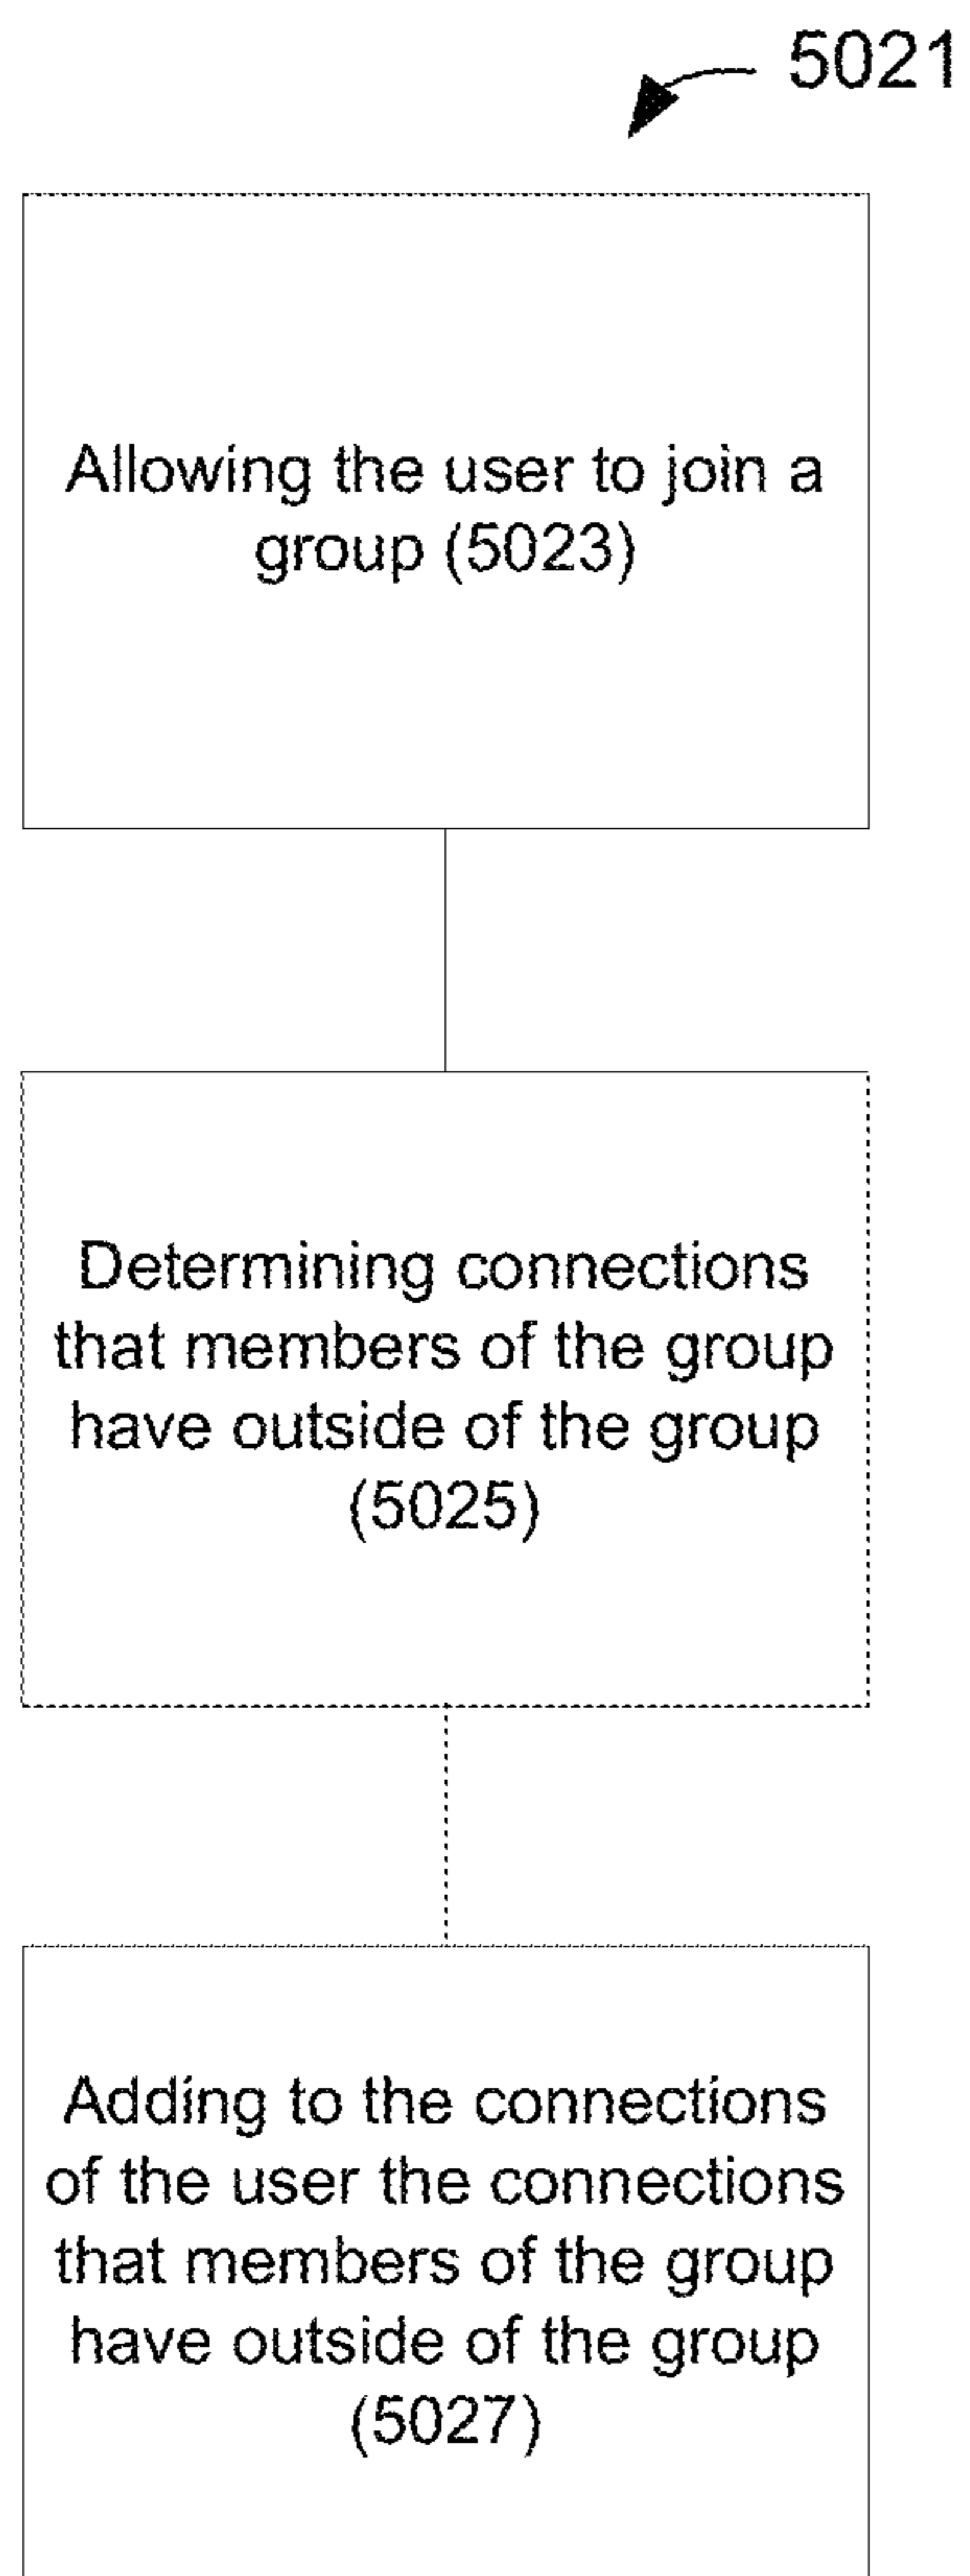 5021
Allowing the user to join a
group (5023)
Determining connections
that members of the group
have outside of the group
(5025)
Adding to the connections
of the user the connections
that members of the group
have outside of the group
(5027)